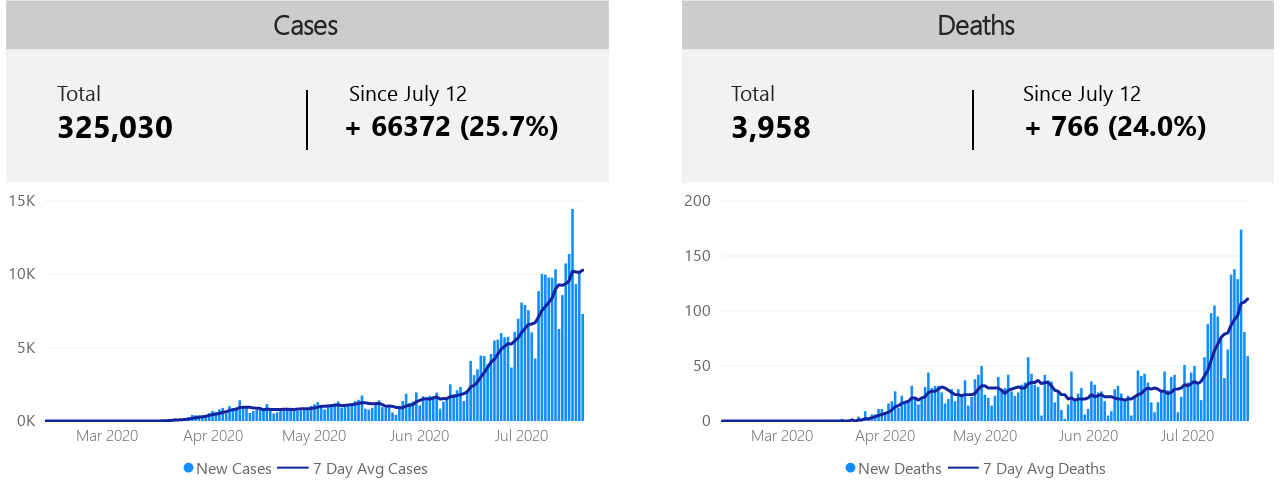 Cases
Total
325,030
Since July 12
+ 66372 (25.7%)
15K
10K
5K
0K
Mar 2020 Apr 2020 May 2020 Jun 2020 Jul 2020
New Cases 7 Day Avg Cases
Deaths
Total
3,958
Since July 12
+ 766 (24.0%)
200
150
100
50
0
Mar 2020 Apr 2020 May 2020 Jun 2020 Jul 2020
New Deaths 7 Day Avg Deaths